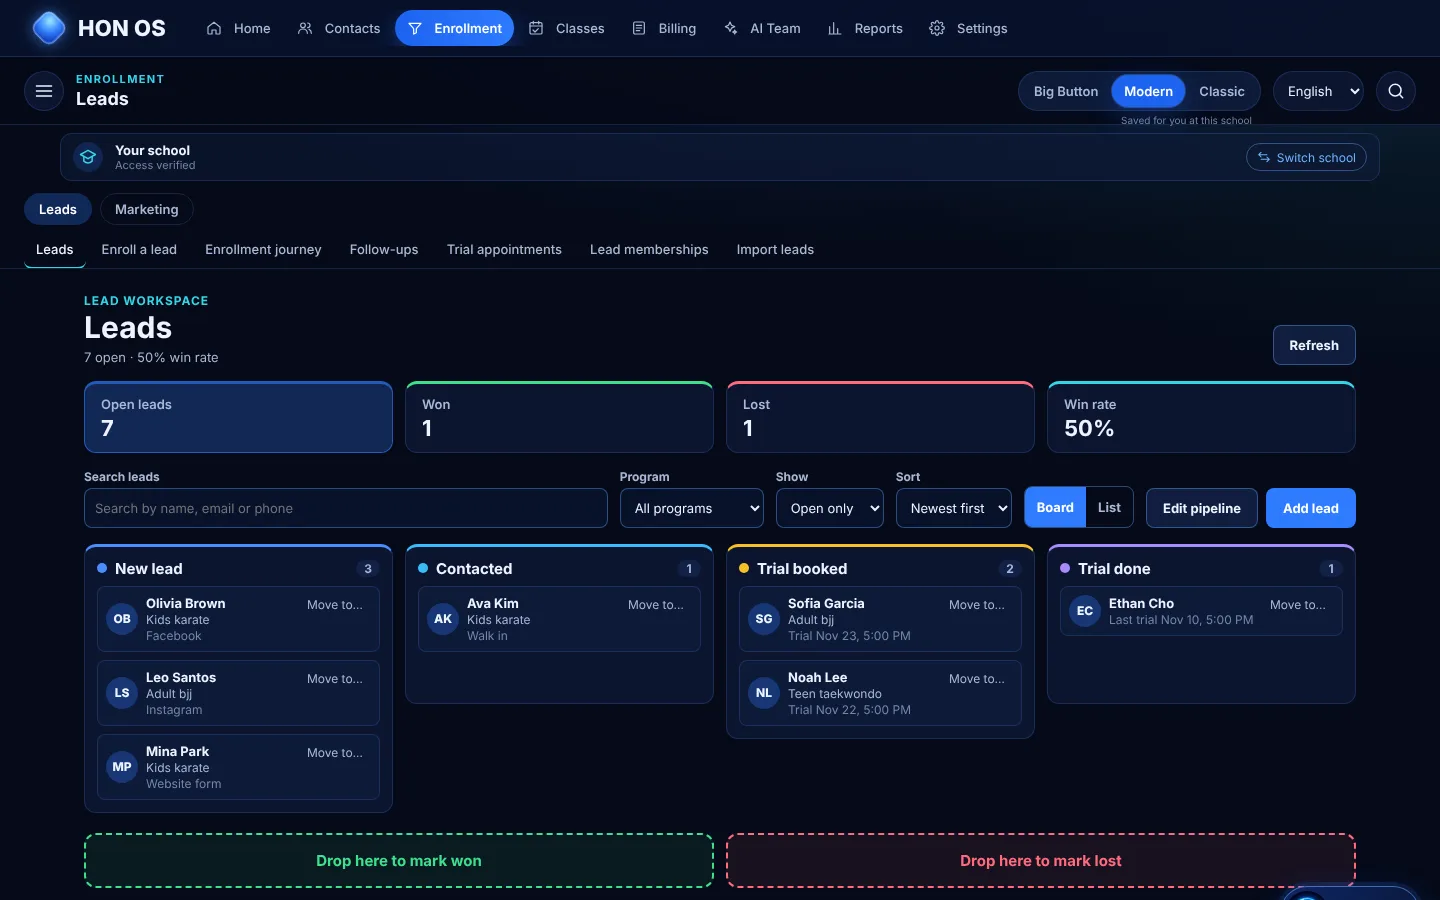 HON OS
Home
Contacts
Enrollment
Classes
Billing
AI Team
Reports
Settings
ENROLLMENT
Leads
Big Button
Modern
Classic
English
Saved for you at this school
Your school
Access verified
Switch school
Leads
Marketing
Leads
Enroll a lead
Enrollment journey
Follow-ups
Trial appointments
Lead memberships
Import leads
LEAD WORKSPACE
Leads
7 open · 50% win rate
Refresh
Open leads
7
Won
1
Lost
1
Win rate
50%
Search leads
Search by name, email or phone
Program
All programs
Show
Open only
Sort
Newest first
Board
List
Edit pipeline
Add lead
New lead
3
OB
Olivia Brown
Kids karate
Facebook
Move to...
LS
Leo Santos
Adult bjj
Instagram
Move to...
MP
Mina Park
Kids karate
Website form
Move to...
Contacted
1
AK
Ava Kim
Kids karate
Walk in
Move to...
Trial booked
2
SG
Sofia Garcia
Adult bjj
Trial Nov 23, 5:00 PM
Move to...
NL
Noah Lee
Teen taekwondo
Trial Nov 22, 5:00 PM
Move to...
Trial done
1
EC
Ethan Cho
Last trial Nov 10, 5:00 PM
Move to...
Drop here to mark won
Drop here to mark lost